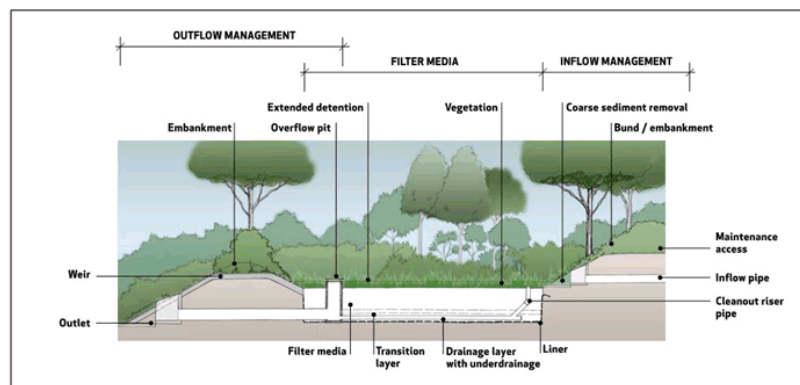 OUTFLOW MANAGEMENT
FILTER MEDIA
INFLOW MANAGEMENT
Extended detention
Vegetation
Coarse sediment removal
Embankment
Overflow pit
Bund / embankment
Maintenance
access
Weir
Inflow pipe
Cleanout riser
pipe
Outlet
Filter media
Transition
layer
Drainage layer
with underdrainage
Liner